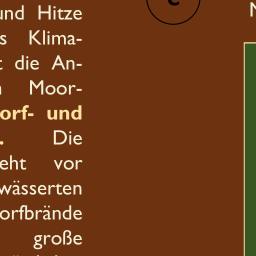 und Hitze
s Klima-
t die An-
n Moor-
orf- und
. Die
eht vor
wässerten
orfbrände
große